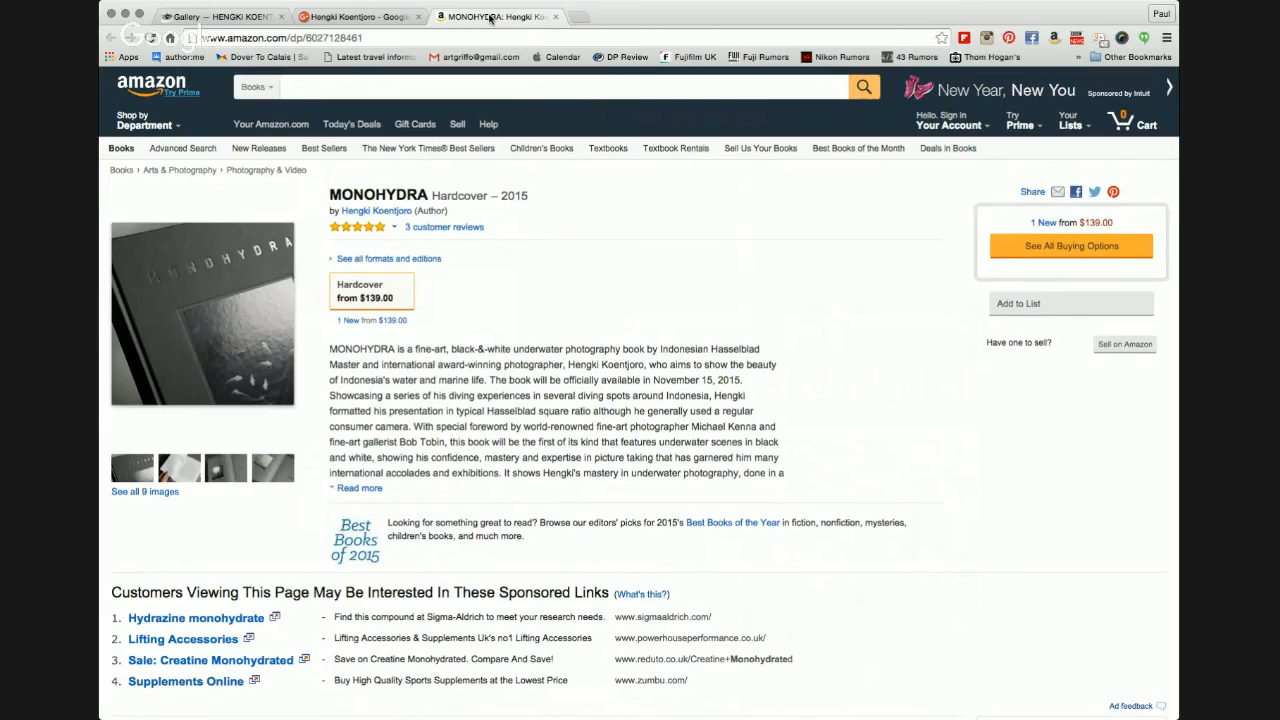 Gallery — HENGKI KOENT
Hengki Koentjoro - Google
MONOHYDRA: Hengki Ko
Paul
www.amazon.com/dp/6027128461
Google
Apps
author:me
Dover To Calais | Sa
Latest travel inform
artgriffo@gmail.com
Calendar
DP Review
Fujifilm UK
Fuji Rumors
Nikon Rumors
43 Rumors
Thom Hogan's
»
Other Bookmarks
amazon
Try Prime
Books
New Year, New You
Sponsored by Intuit
Shop by
Department
Your Amazon.com
Today's Deals
Gift Cards
Sell
Help
Hello. Sign in
Your Account
Try
Prime
Your
Lists
0
Cart
Books
Advanced Search
New Releases
Best Sellers
The New York Times® Best Sellers
Children's Books
Textbooks
Textbook Rentals
Sell Us Your Books
Best Books of the Month
Deals in Books
Books › Arts & Photography › Photography & Video
MONOHYDRA
MONOHYDRA Hardcover – 2015
by Hengki Koentjoro (Author)
3 customer reviews
See all formats and editions
Hardcover
from $139.00
1 New from $139.00
MONOHYDRA is a fine-art, black-&-white underwater photography book by Indonesian Hasselblad
Master and international award-winning photographer, Hengki Koentjoro, who aims to show the beauty
of Indonesia's water and marine life. The book will be officially available in November 15, 2015.
Showcasing a series of his diving experiences in several diving spots around Indonesia, Hengki
formatted his presentation in typical Hasselblad square ratio although he generally used a regular
consumer camera. With special foreword by world-renowned fine-art photographer Michael Kenna and
fine-art gallerist Bob Tobin, this book will be the first of its kind that features underwater scenes in black
and white, showing his confidence, mastery and expertise in picture taking that has garnered him many
international accolades and exhibitions. It shows Hengki's mastery in underwater photography, done in a
Read more
See all 9 images
Share
1 New from $139.00
See All Buying Options
Add to List
Have one to sell?
Sell on Amazon
Best
Books
of 2015
Looking for something great to read? Browse our editors' picks for 2015's Best Books of the Year in fiction, nonfiction, mysteries,
children's books, and much more.
Customers Viewing This Page May Be Interested In These Sponsored Links (What's this?)
1. Hydrazine monohydrate - Find this compound at Sigma-Aldrich to meet your research needs. www.sigmaaldrich.com/
2. Lifting Accessories - Lifting Accessories & Supplements Uk's no1 Lifting Accessories www.powerhouseperformance.co.uk/
3. Sale: Creatine Monohydrated - Save on Creatine Monohydrated. Compare And Save! www.reduto.co.uk/Creatine+Monohydrated
4. Supplements Online - Buy High Quality Sports Supplements at the Lowest Price www.zumbu.com/
Ad feedback